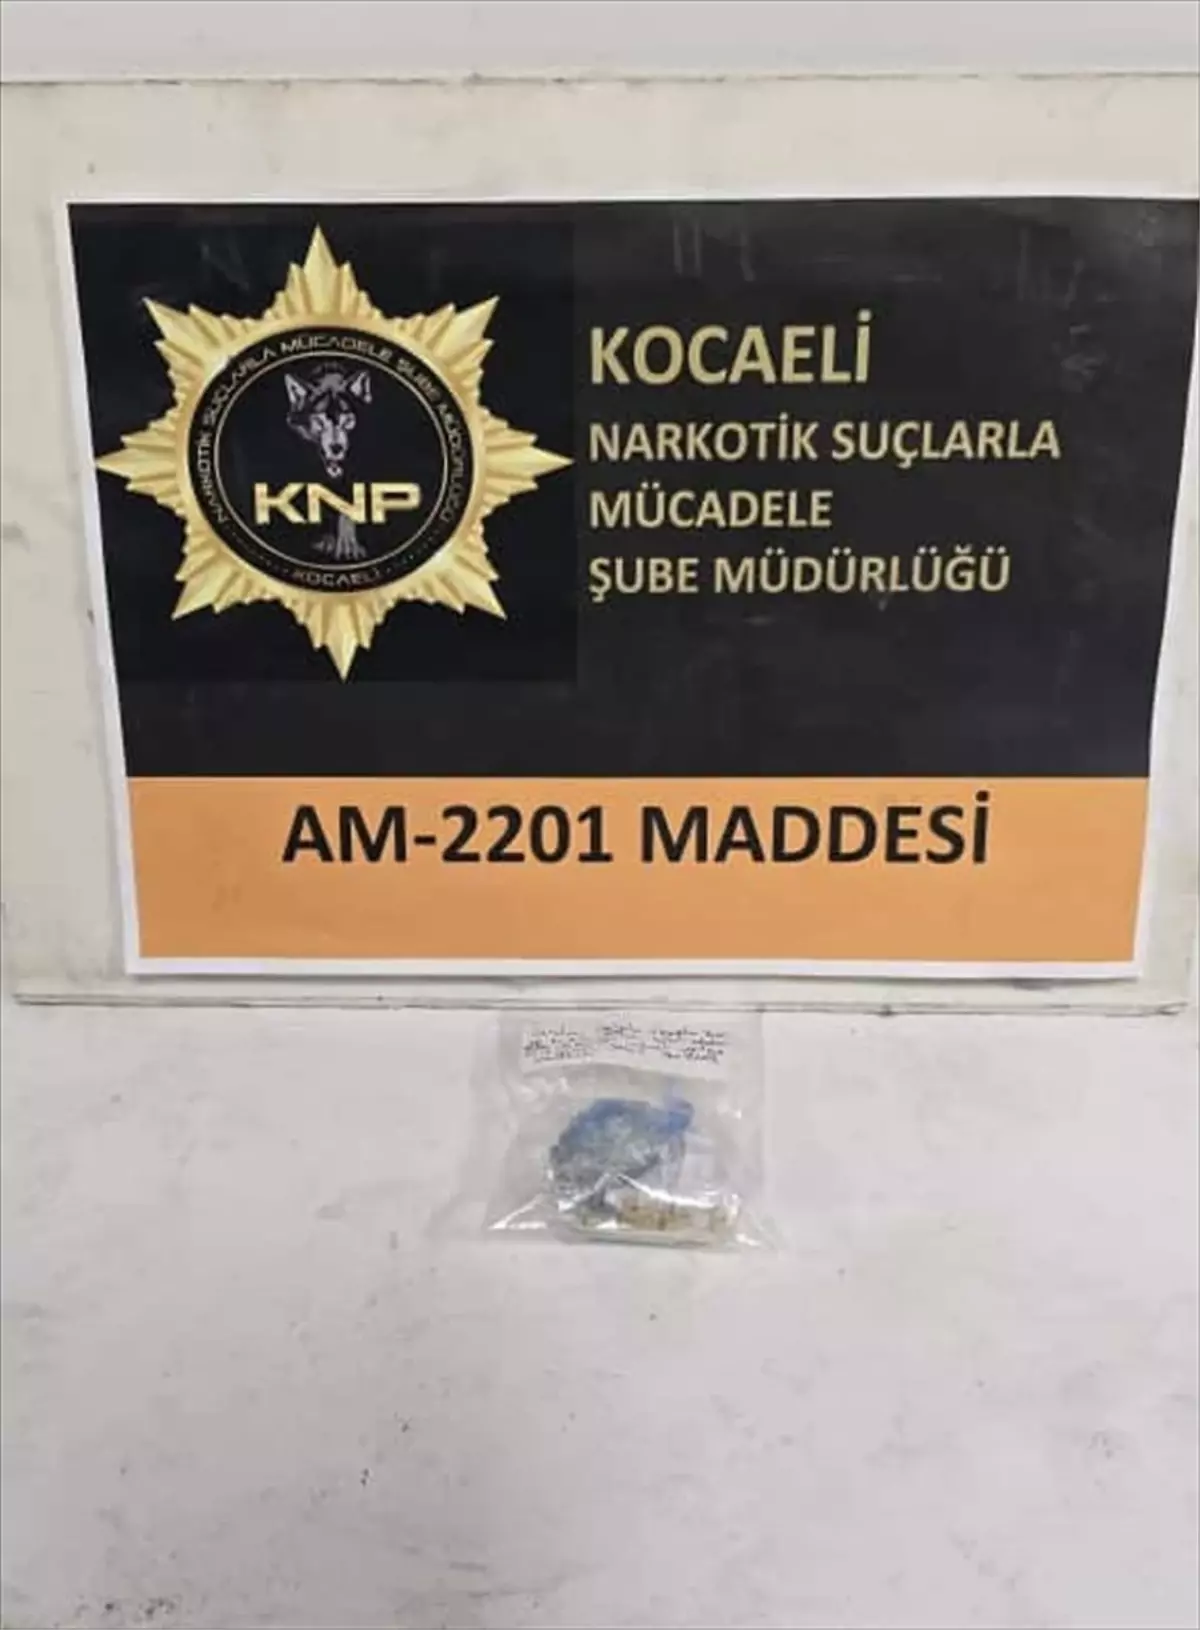 NARKOTİK SUÇLARLA MÜCADELE ŞUBE MÜDÜRLÜĞÜ
KNP
KOCAELİ
KOCAELİ
NARKOTİK SUÇLARLA
MÜCADELE
ŞUBE MÜDÜRLÜĞÜ
AM-2201 MADDESİ